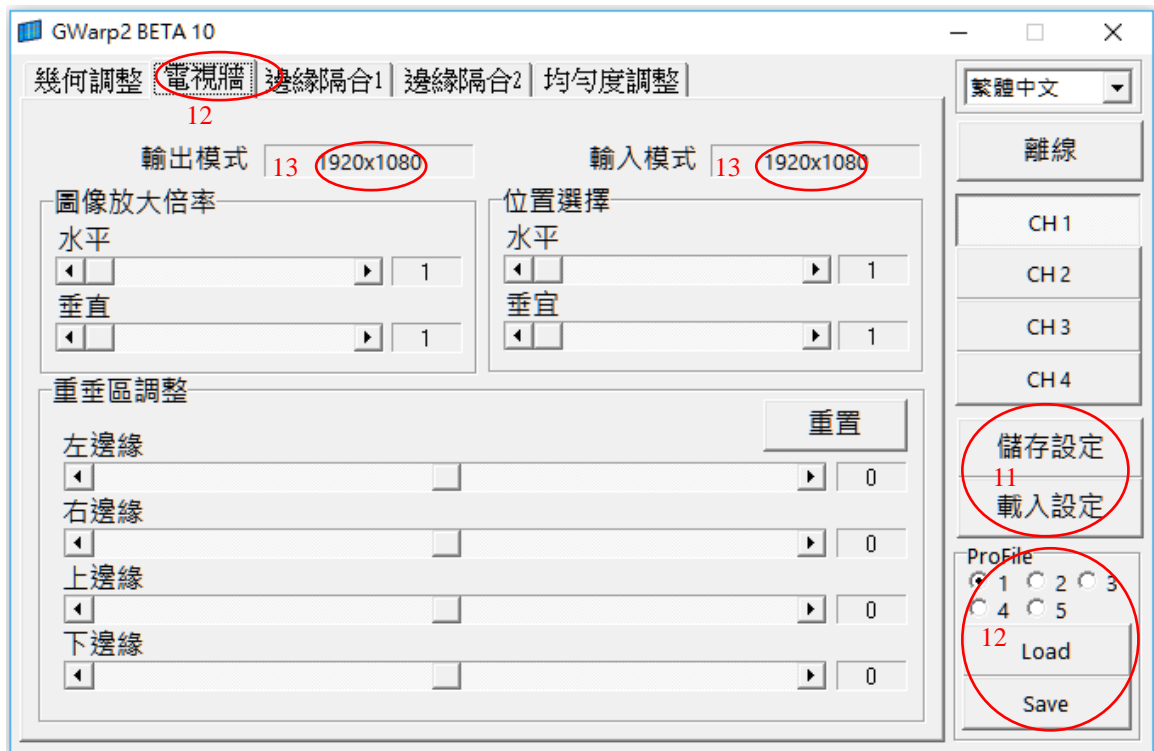 GWarp2 BETA 10
幾何調整 電視牆 邊緣隔合1 邊緣隔合2 均勻度調整
12
輸出模式 13 1920x1080 輸入模式 13 1920x1080
圖像放大倍率
水平
1
垂直
1
位置選擇
水平
1
垂宜
1
重垂區調整
重置
左邊緣
0
右邊緣
0
上邊緣
0
下邊緣
0
繁體中文
離線
CH 1
CH 2
CH 3
CH 4
儲存設定
11
載入設定
ProFile
1 2 3
4 5
12 Load
Save